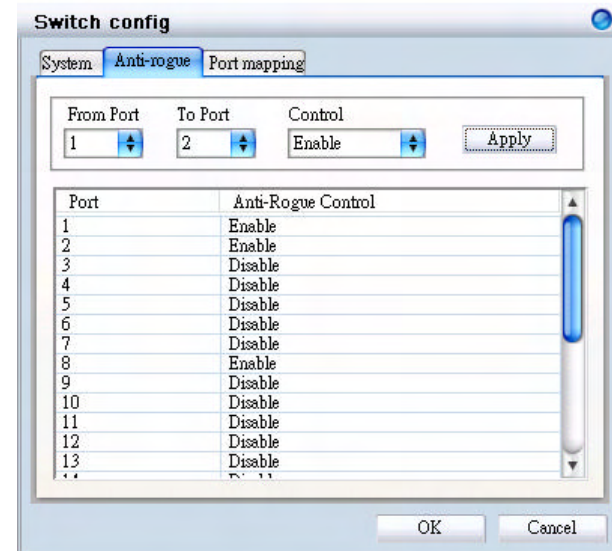 Switch config
System Anti-rogue Port mapping
From Port To Port Control
1 2 Enable Apply
Port Anti-Rogue Control
1 Enable
2 Enable
3 Disable
4 Disable
5 Disable
6 Disable
7 Disable
8 Enable
9 Disable
10 Disable
11 Disable
12 Disable
13 Disable
OK Cancel